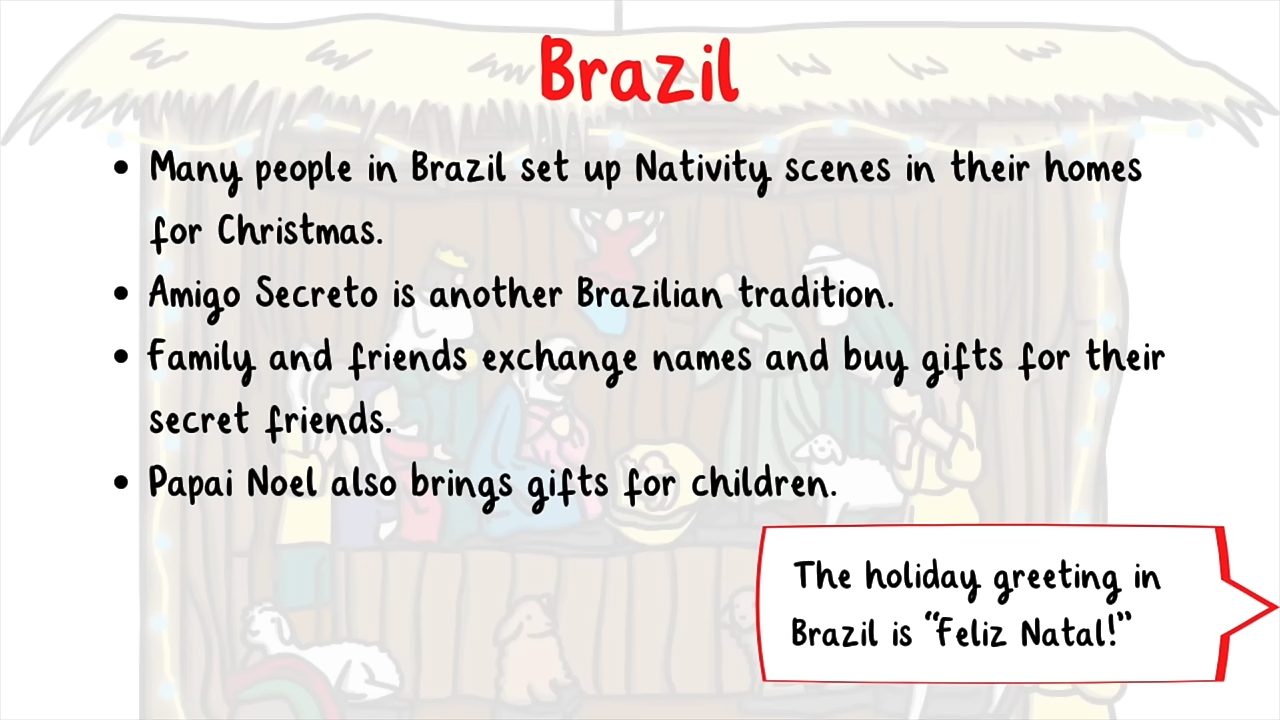 Brazil
• Many people in Brazil set up Nativity scenes in their homes
for Christmas.
• Amigo Secreto is another Brazilian tradition.
• Family and friends exchange names and buy gifts for their
secret friends.
• Papai Noel also brings gifts for children.
The holiday greeting in
Brazil is “Feliz Natal!”